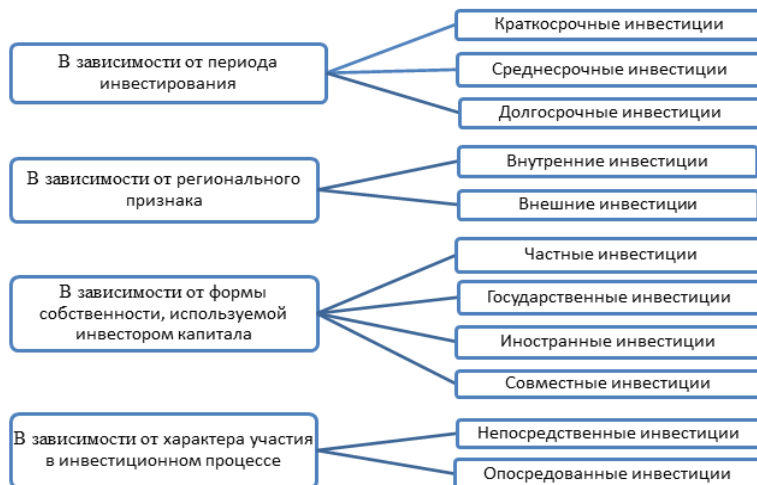 В зависимости от периода
инвестирования
Краткосрочные инвестиции
Среднесрочные инвестиции
Долгосрочные инвестиции
В зависимости от регионального
признака
Внутренние инвестиции
Внешние инвестиции
В зависимости от формы
собственности, используемой
инвестором капитала
Частные инвестиции
Государственные инвестиции
Иностранные инвестиции
Совместные инвестиции
В зависимости от характера участия
в инвестиционном процессе
Непосредственные инвестиции
Опосредованные инвестиции